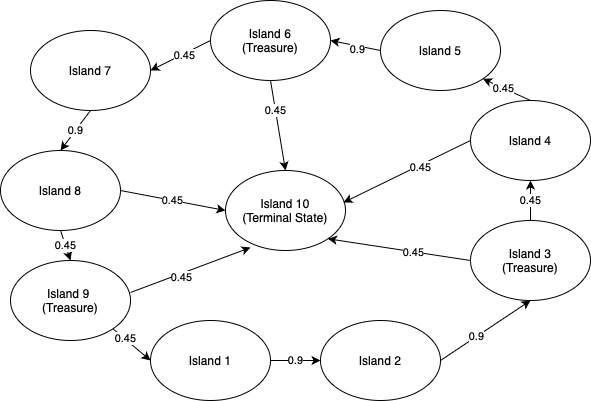 Island 6
(Treasure)
Island 5
0.9
0.45
Island 7
0.45
0.45
0.9
Island 4
0.45
Island 8
0.45
0.45
Island 10
(Terminal State)
0.45
0.45
0.45
Island 3
(Treasure)
0.45
Island 9
(Treasure)
0.45
0.9
Island 1
0.9
Island 2